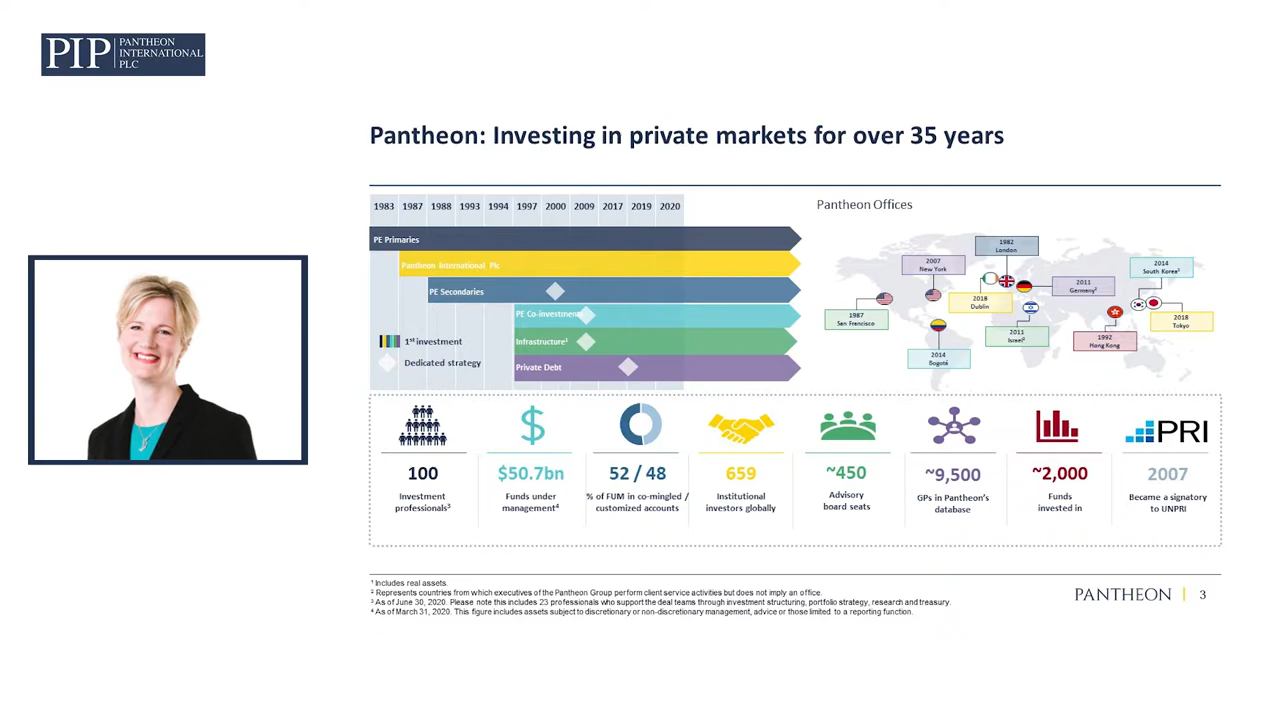 PIP
PANTHEON
INTERNATIONAL
PLC
Pantheon: Investing in private markets for over 35 years
1983 1987 1988 1993 1994 1997 2000 2009 2017 2019 2020
PE Primaries
Pantheon International Plc
PE Secondaries
PE Co-investments
Infrastructure¹
Private Debt
1st investment
Dedicated strategy
Pantheon Offices
1982
London
2007
New York
2014
South Korea²
2011
Germany²
2018
Dublin
1987
San Francisco
2011
Israel²
2018
Tokyo
1992
Hong Kong
2014
Bogotá
PRI
100
Investment
professionals³
$50.7bn
Funds under
management⁴
52 / 48
% of FUM in co-mingled /
customized accounts
659
Institutional
investors globally
~450
Advisory
board seats
~9,500
GPs in Pantheon's
database
~2,000
Funds
invested in
2007
Became a signatory
to UNPRI
¹ Includes real assets.
² Represents countries from which executives of the Pantheon Group perform client service activities but does not imply an office.
³ As of June 30, 2020. Please note this includes 23 professionals who support the deal teams through investment structuring, portfolio strategy, research and treasury.
⁴ As of March 31, 2020. This figure includes assets subject to discretionary or non-discretionary management, advice or those limited to a reporting function.
PANTHEON | 3